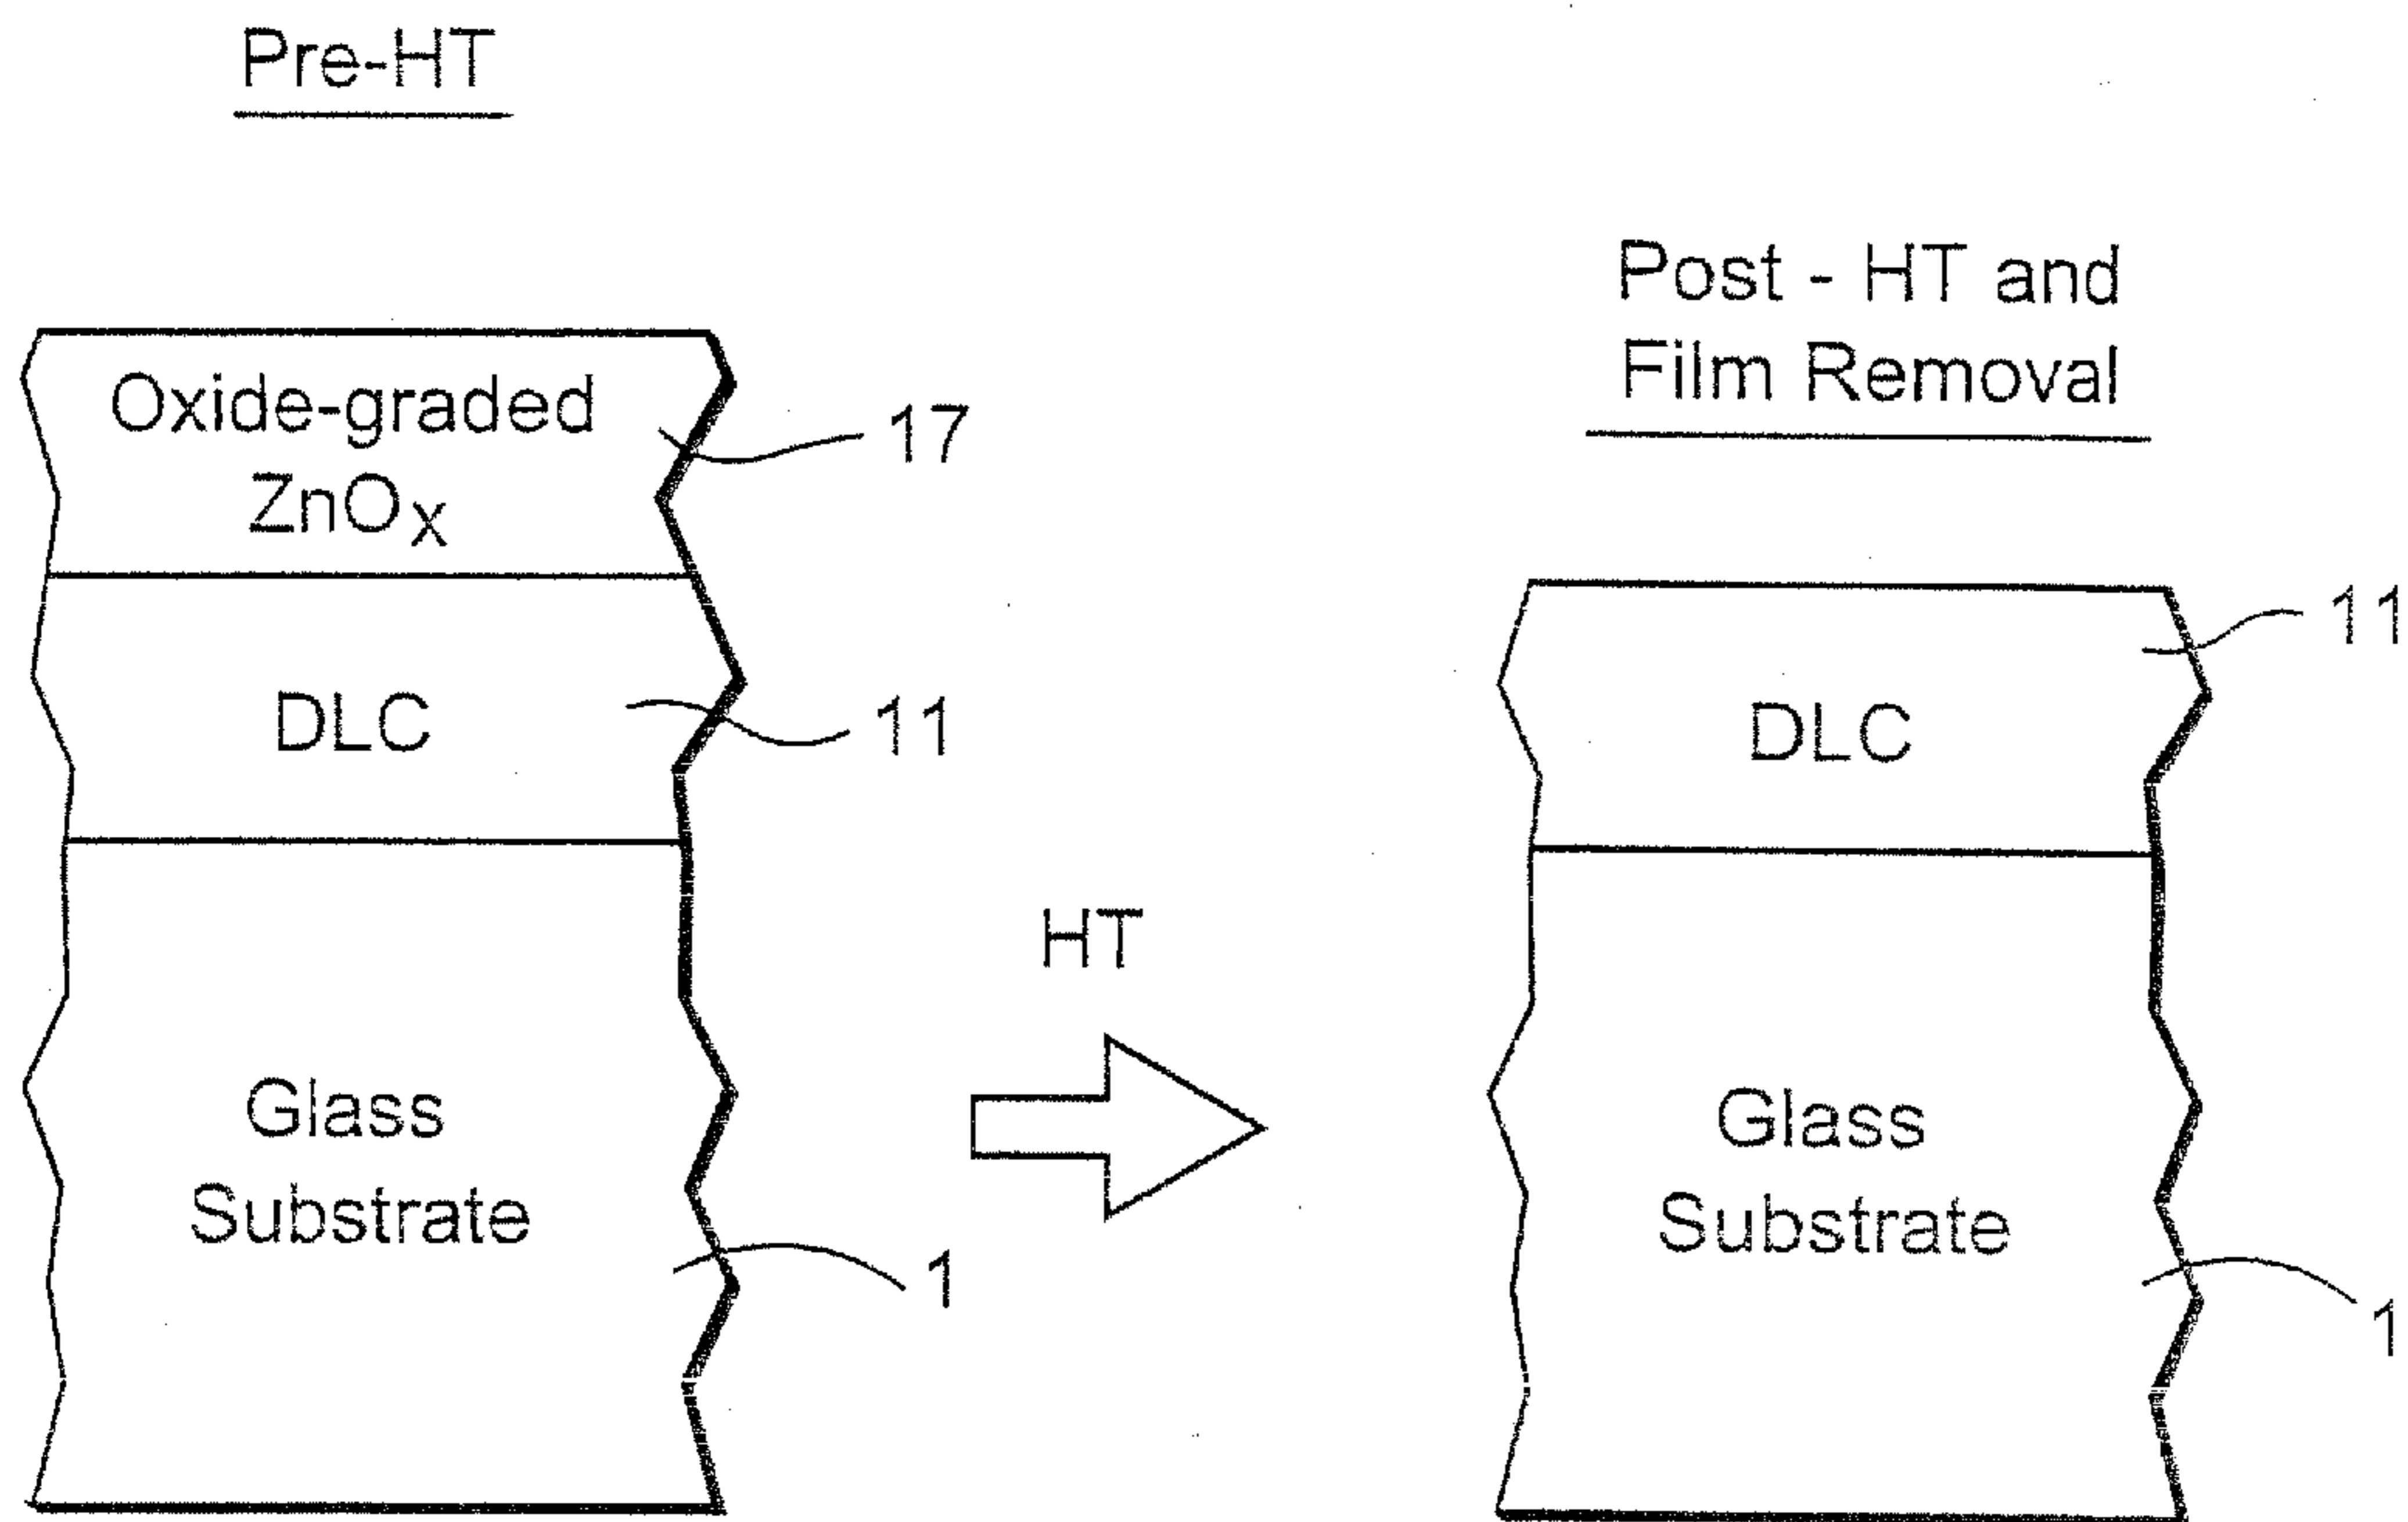 Pre-HT
Oxide-graded
ZnOx
17
DLC
11
Glass
Substrate
1
HT
Post - HT and
Film Removal
11
DLC
Glass
Substrate
1